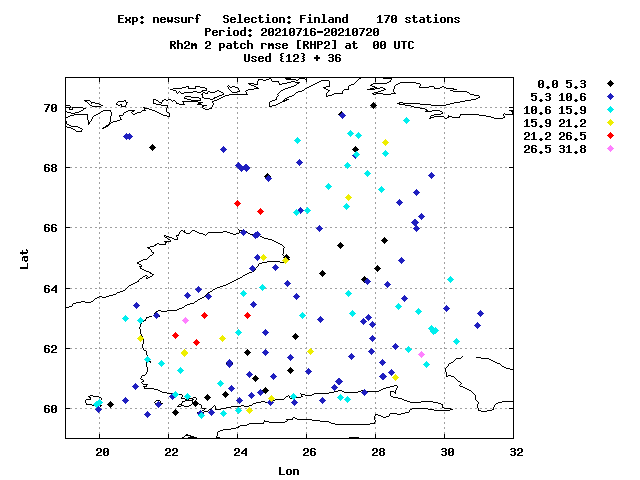 Exp: newsurf Selection: Finland 170 stations
Period: 20210716-20210720
Rh2m 2 patch rmse [RHP2] at 00 UTC
Used {12} + 36
0.0 5.3
5.3 10.6
10.6 15.9
15.9 21.2
21.2 26.5
26.5 31.8
70
68
66
64
62
60
Lat
20 22 24 26 28 30 32
Lon